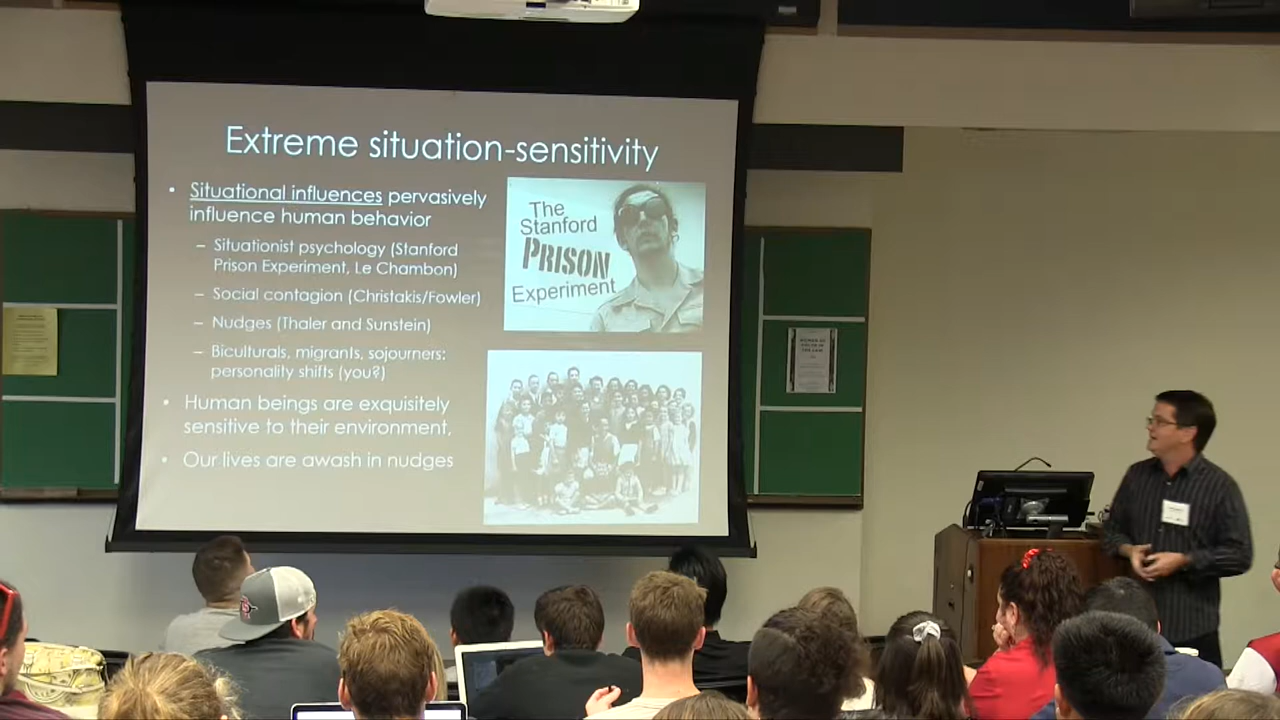 Extreme situation-sensitivity
• Situational influences pervasively
influence human behavior
– Situationist psychology (Stanford
Prison Experiment, Le Chambon)
– Social contagion (Christakis/Fowler)
– Nudges (Thaler and Sunstein)
– Biculturals, migrants, sojourners:
personality shifts (you?)
• Human beings are exquisitely
sensitive to their environment,
• Our lives are awash in nudges
The
Stanford
PRISON
Experiment